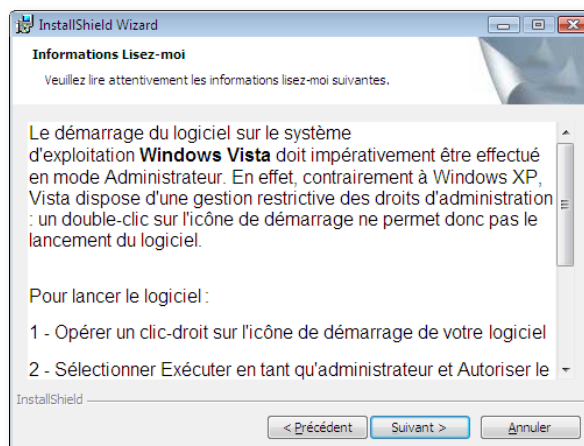 InstallShield Wizard
Informations Lisez-moi
Veuillez lire attentivement les informations lisez-moi suivantes.
Le démarrage du logiciel sur le système
d'exploitation Windows Vista doit impérativement être effectué
en mode Administrateur. En effet, contrairement à Windows XP,
Vista dispose d'une gestion restrictive des droits d'administration
: un double-clic sur l'icône de démarrage ne permet donc pas le
lancement du logiciel.
Pour lancer le logiciel :
1 - Opérer un clic-droit sur l'icône de démarrage de votre logiciel
2 - Sélectionner Exécuter en tant qu'administrateur et Autoriser le
InstallShield
< Précédent Suivant > Annuler